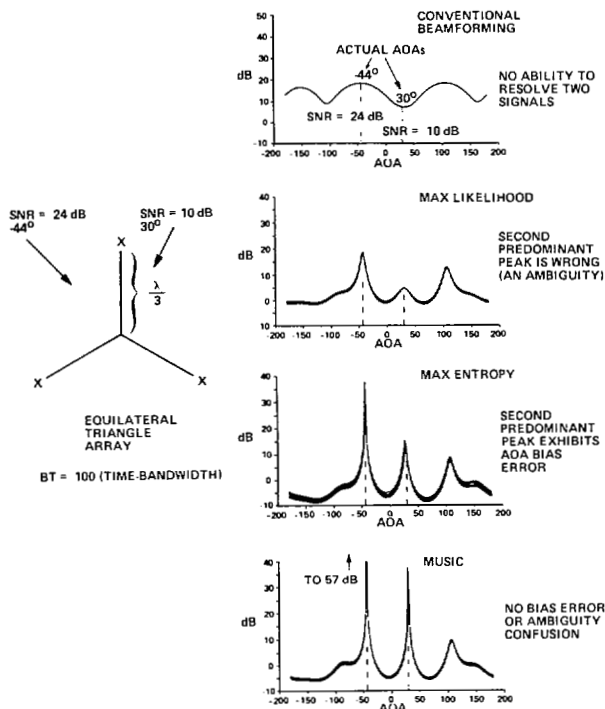 CONVENTIONAL
BEAMFORMING
ACTUAL AOAs
-44°
30°
SNR = 24 dB
SNR = 10 dB
NO ABILITY TO
RESOLVE TWO
SIGNALS
dB
50
40
30
20
10
0
-10
-150 -100 -50 0 50 100 150 200
AOA
SNR = 24 dB
-44°
SNR = 10 dB
30°
X
λ
3
X
X
EQUILATERAL
TRIANGLE
ARRAY
BT = 100 (TIME-BANDWIDTH)
MAX LIKELIHOOD
SECOND
PREDOMINANT
PEAK IS WRONG
(AN AMBIGUITY)
dB
40
30
20
10
0
10
-150 -100 -50 0 50 100 150 200
AOA
MAX ENTROPY
SECOND
PREDOMINANT
PEAK EXHIBITS
AOA BIAS
ERROR
dB
40
30
20
10
0
-10
-150 -100 -50 0 50 100 150 200
AOA
MUSIC
TO 57 dB
NO BIAS ERROR
OR AMBIGUITY
CONFUSION
dB
40
30
20
10
0
-10
-150 -100 -50 0 50 100 150 200
AOA